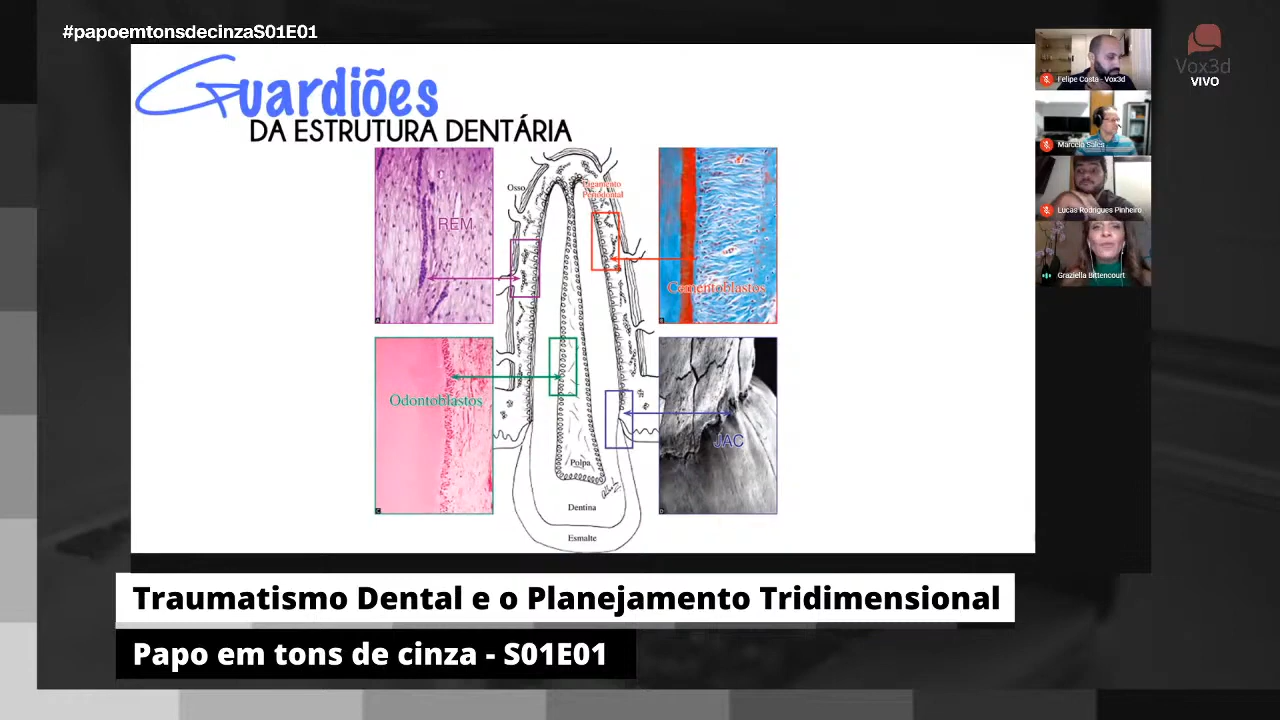 #papoemtonsdecinzaS01E01
Guardiões
DA ESTRUTURA DENTÁRIA
Osso
Ligamento
Periodontal
REM
Cementoblastos
Odontoblastos
JAC
Polpa
Dentina
Esmalte
Felipe Costa - Vox3d
Marcelo Sales
Lucas Rodrigues Pinheiro
Graziella Bittencourt
Vox3d
VIVO
Traumatismo Dental e o Planejamento Tridimensional
Papo em tons de cinza - S01E01